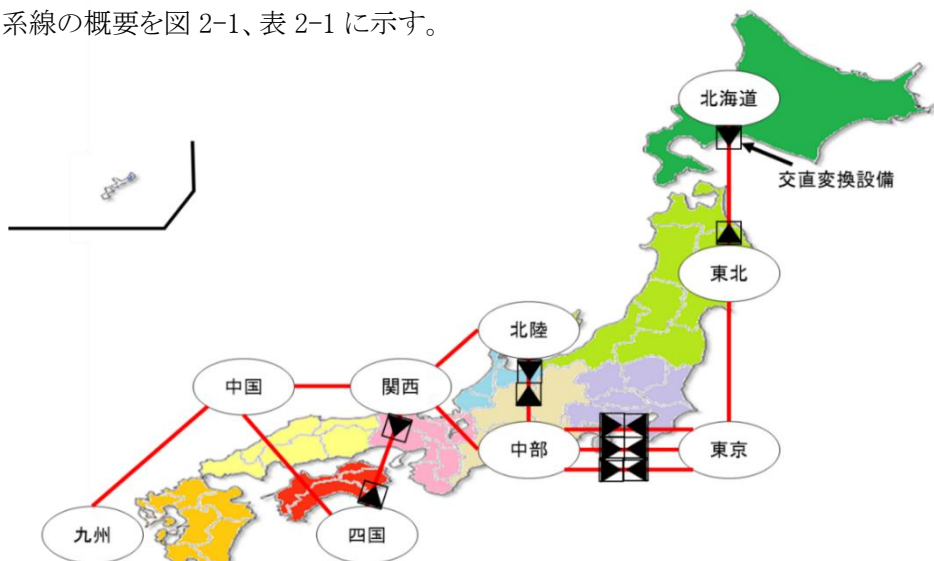 系線の概要を図 2-1、表 2-1 に示す。
北海道
交直変換設備
東北
北陸
中国
関西
中部
東京
九州
四国